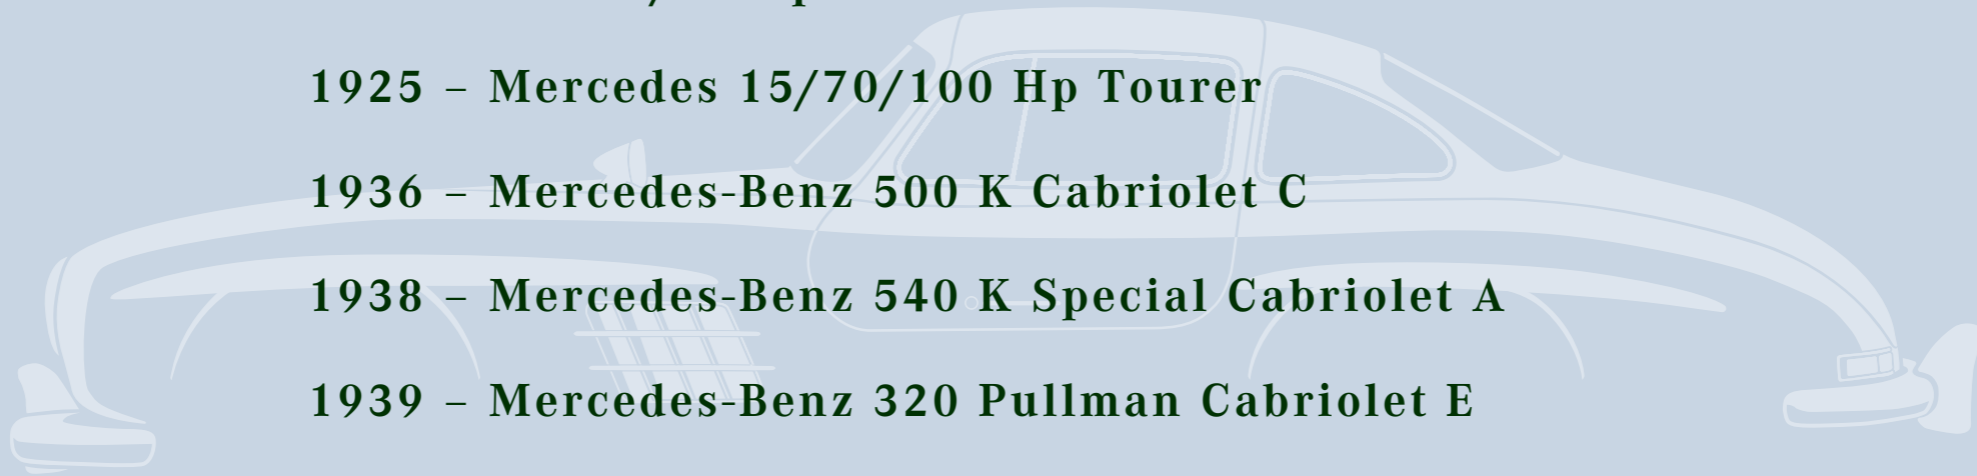 1925 – Mercedes 15/70/100 Hp Tourer
1936 – Mercedes-Benz 500 K Cabriolet C
1938 – Mercedes-Benz 540 K Special Cabriolet A
1939 – Mercedes-Benz 320 Pullman Cabriolet E